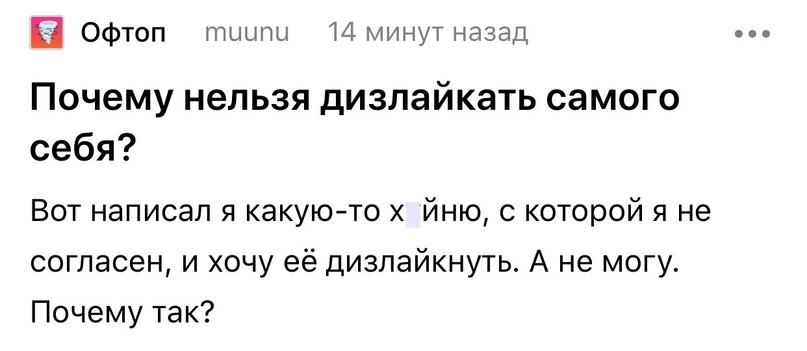 Офтоп muunu 14 минут назад
Почему нельзя дизлайкать самого
себя?
Вот написал я какую-то х йню, с которой я не
согласен, и хочу её дизлайкнуть. А не могу.
Почему так?